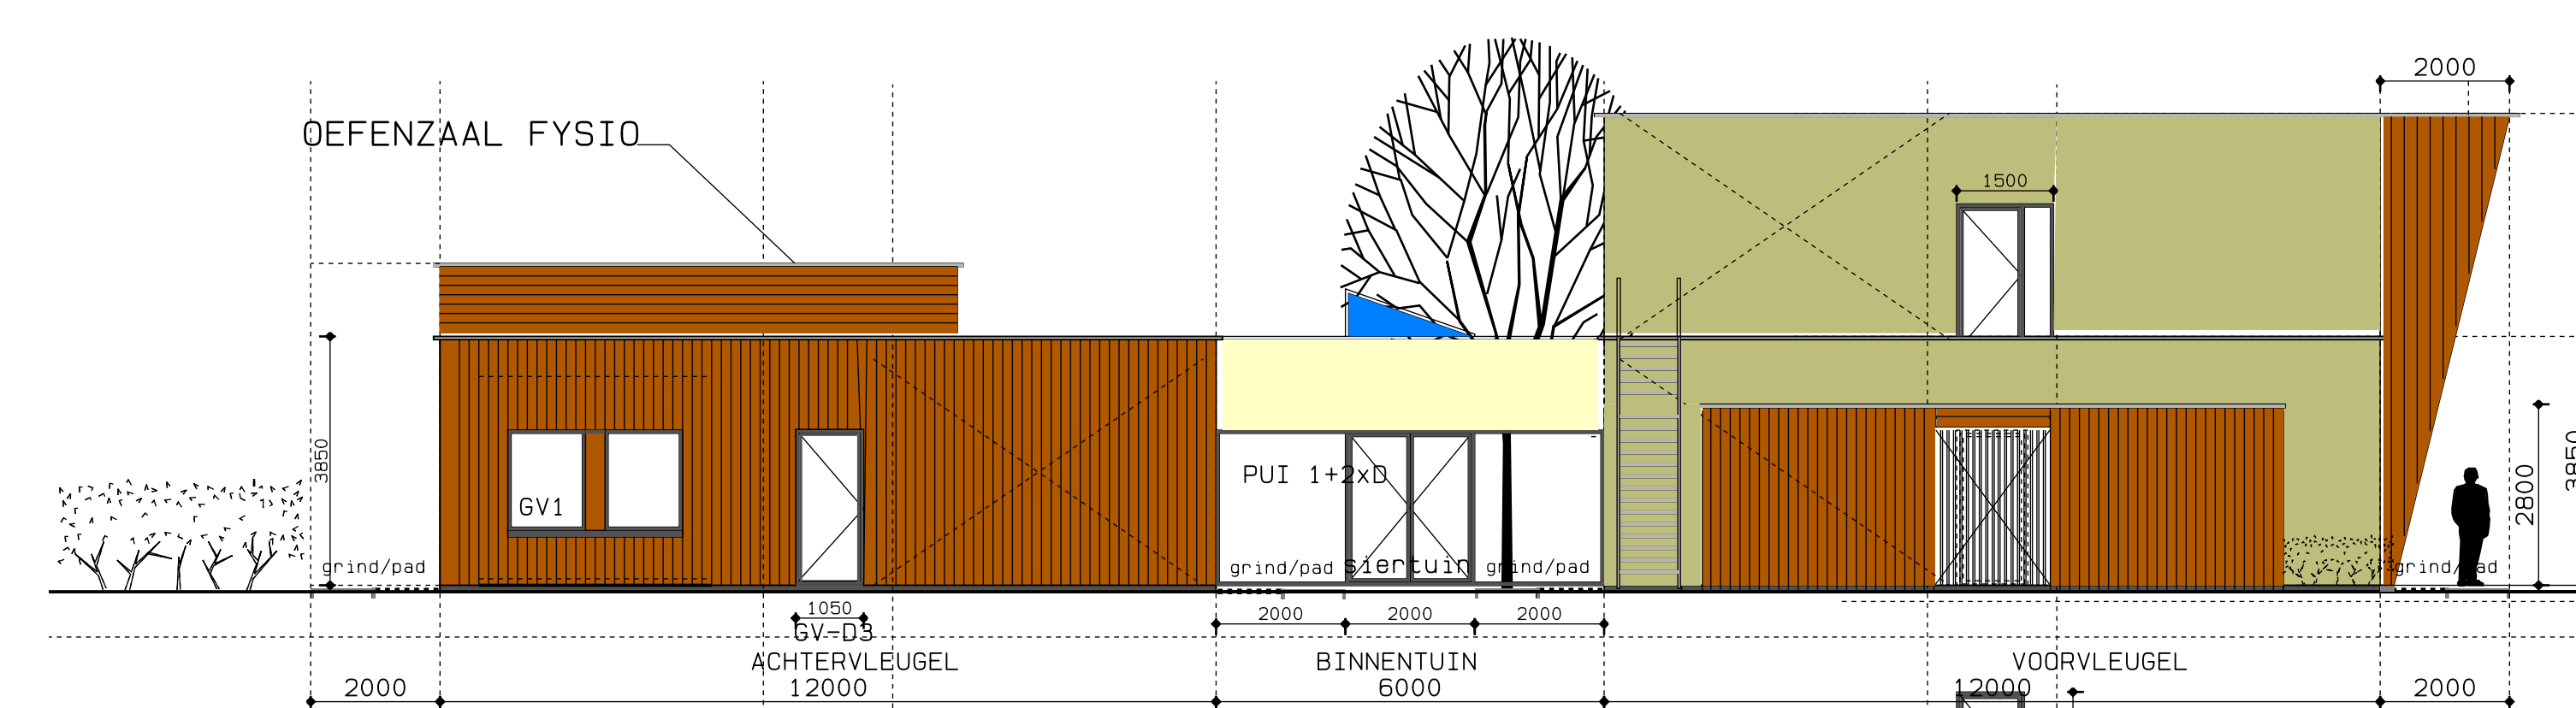 2000
OEFENZAAL FYSIO
1500
3850
GV1
PUI 1+2xD
2800
3850
grind/pad
grind/pad
siertuin
grind/pad
grind/pad
1050
GV-D3
2000
2000
2000
ACHTERVLEUGEL
BINNENTUIN
VOORVLEUGEL
2000
12000
6000
12000
2000